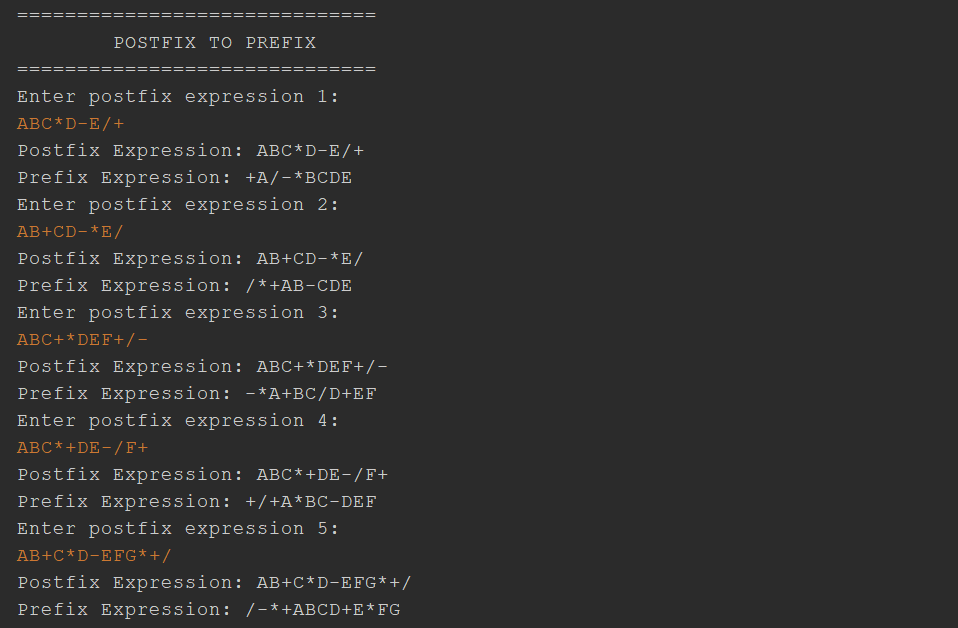 ==============================
POSTFIX TO PREFIX
==============================
Enter postfix expression 1:
ABC*D-E/+
Postfix Expression: ABC*D-E/+
Prefix Expression: +A/-*BCDE
Enter postfix expression 2:
AB+CD-*E/
Postfix Expression: AB+CD-*E/
Prefix Expression: /*+AB-CDE
Enter postfix expression 3:
ABC+*DEF+/-
Postfix Expression: ABC+*DEF+/-
Prefix Expression: -*A+BC/D+EF
Enter postfix expression 4:
ABC*+DE-/F+
Postfix Expression: ABC*+DE-/F+
Prefix Expression: +/+A*BC-DEF
Enter postfix expression 5:
AB+C*D-EFG*+/
Postfix Expression: AB+C*D-EFG*+/
Prefix Expression: /-*+ABCD+E*FG